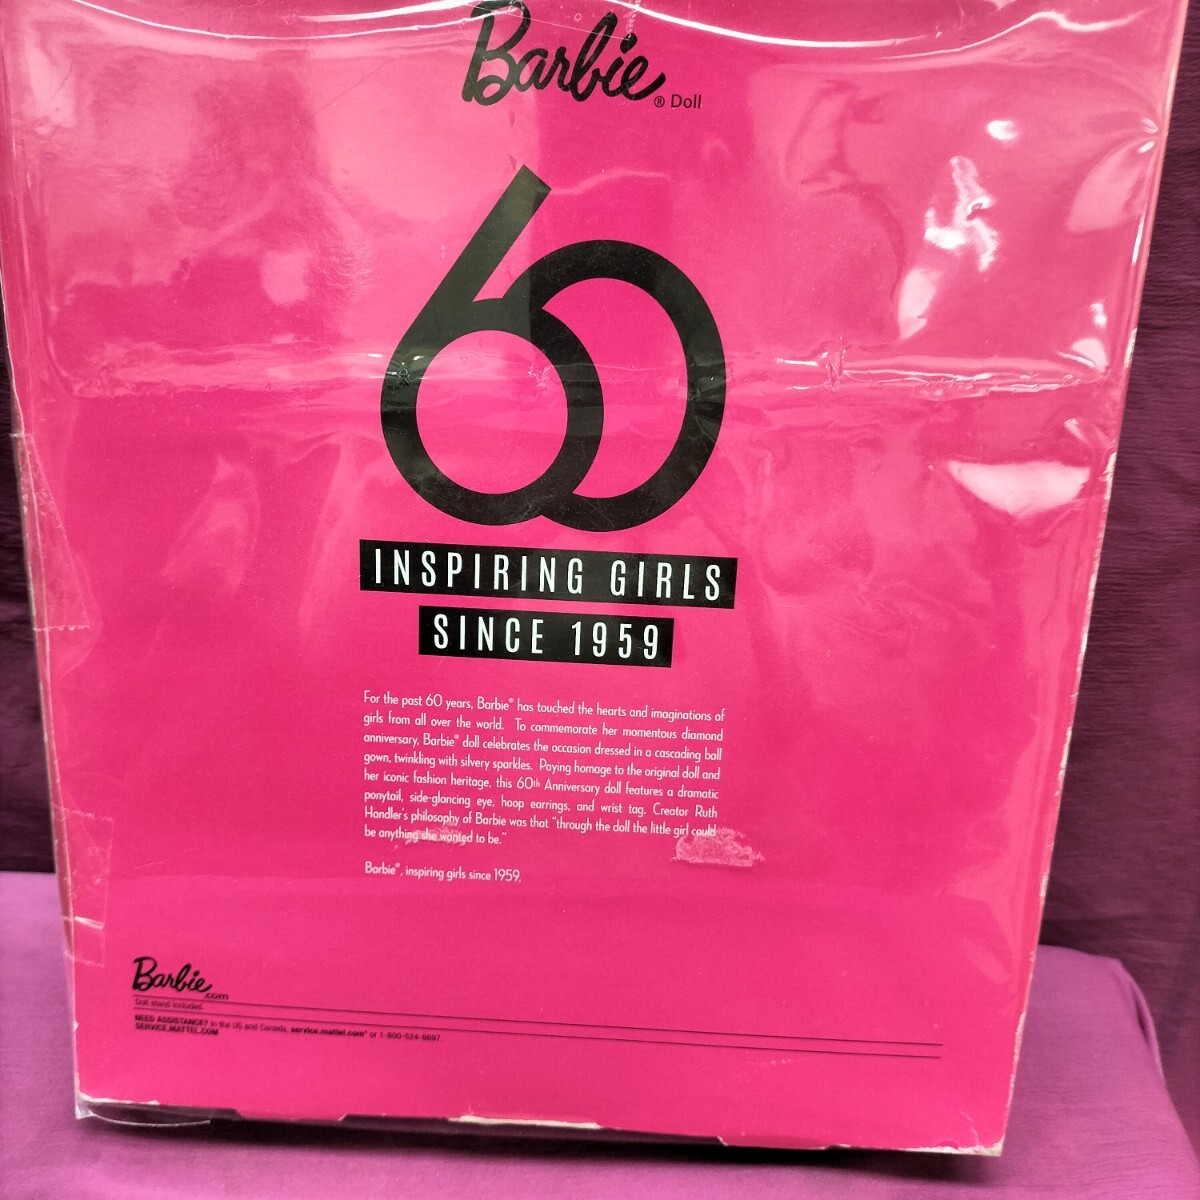 Barbie
® Doll
60
INSPIRING GIRLS
SINCE 1959
For the past 60 years, Barbie® has touched the hearts and imaginations of
girls from all over the world. To commemorate her momentous diamond
anniversary, Barbie® doll celebrates the occasion dressed in a cascading ball
gown, twinkling with silvery sparkles. Paying homage to the original doll and
her iconic fashion heritage, this 60th Anniversary doll features a dramatic
ponytail, side-glancing eye, hoop earrings, and wrist tag. Creator Ruth
Handler's philosophy of Barbie was that "through the doll the little girl could
be anything she wanted to be."
Barbie®, inspiring girls since 1959.
Barbie.com
Doll stand included.
NEED ASSISTANCE? In the US and Canada, service.mattel.com® or 1-800-524-8697.
SERVICE.MATTEL.COM